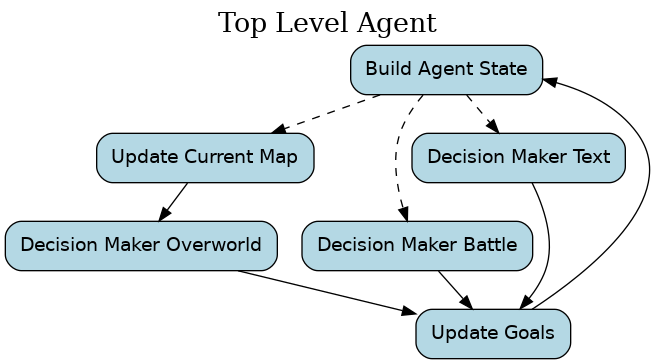 Top Level Agent
Build Agent State
Update Current Map
Decision Maker Text
Decision Maker Overworld
Decision Maker Battle
Update Goals